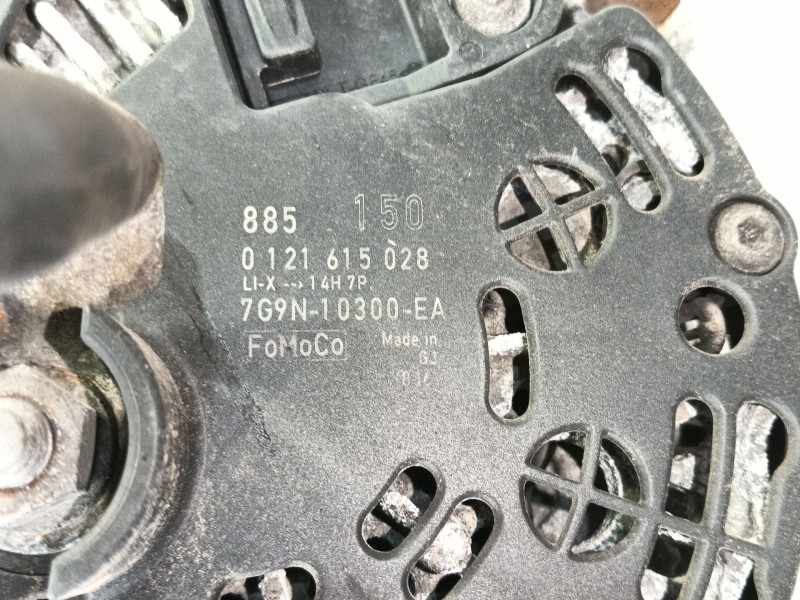 885 150
0 121 615 028
LI-X --> 14H 7P.
7G9N-10300-EA
FoMoCo Made in